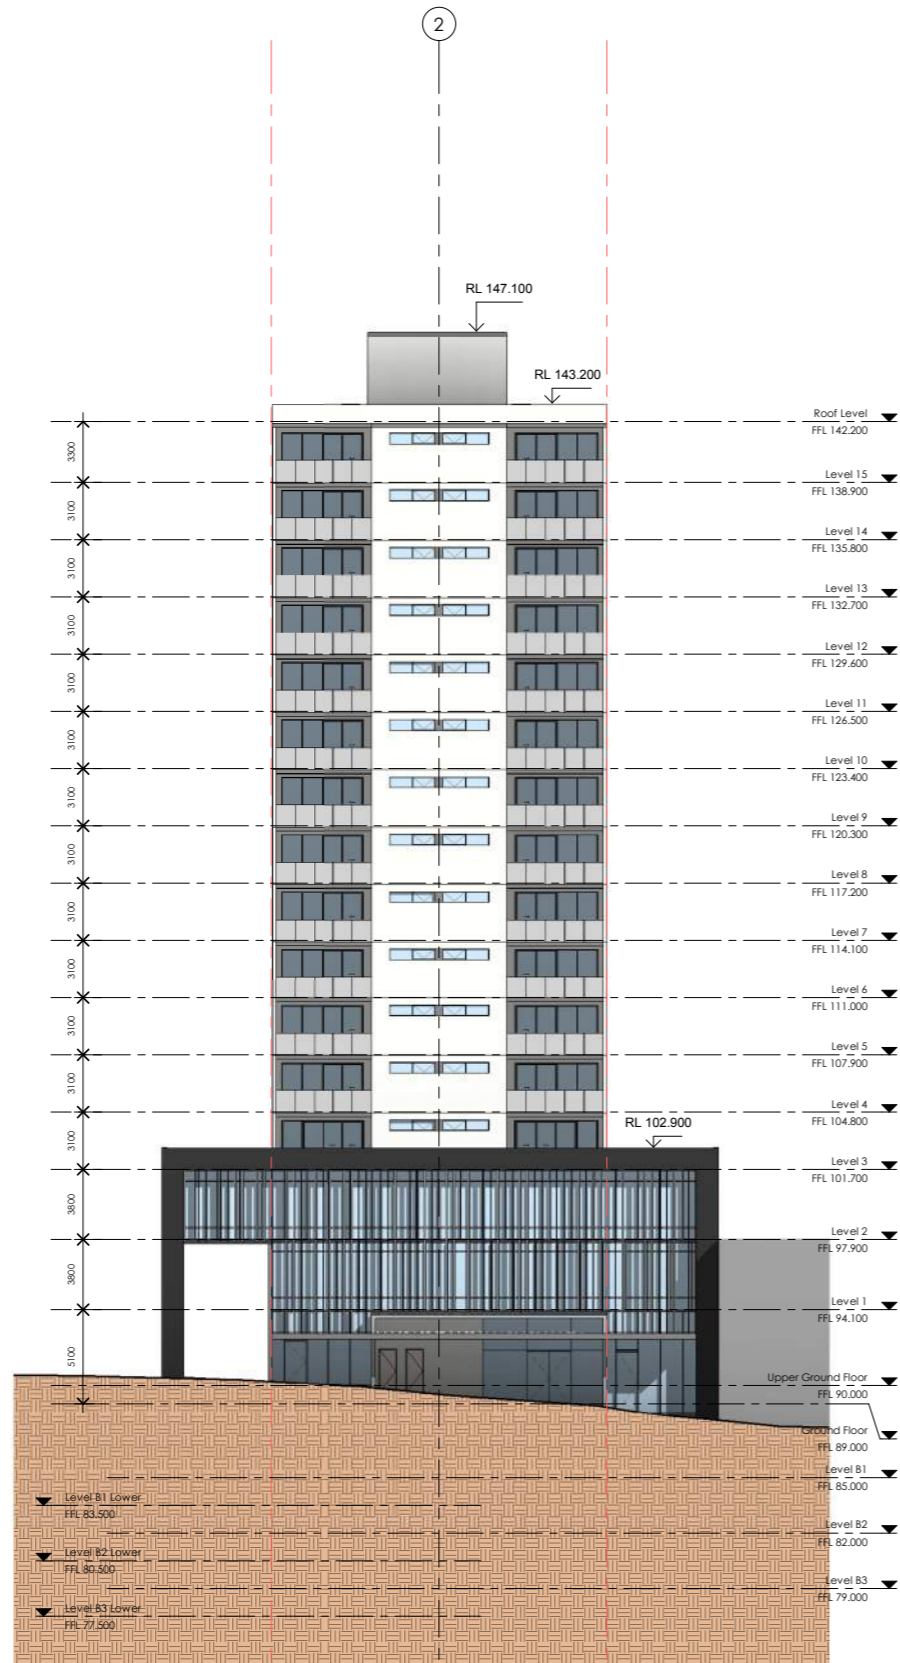 2
RL 147.100
RL 143.200
Roof Level
FFL 142.200
3300
Level 15
FFL 138.900
3100
Level 14
FFL 135.800
3100
Level 13
FFL 132.700
3100
Level 12
FFL 129.600
3100
Level 11
FFL 126.500
3100
Level 10
FFL 123.400
3100
Level 9
FFL 120.300
3100
Level 8
FFL 117.200
3100
Level 7
FFL 114.100
3100
Level 6
FFL 111.000
3100
Level 5
FFL 107.900
3100
Level 4
FFL 104.800
RL 102.900
3100
Level 3
FFL 101.700
3800
Level 2
FFL 97.900
3800
Level 1
FFL 94.100
5100
Upper Ground Floor
FFL 90.000
Ground Floor
FFL 89.000
Level B1
FFL 85.000
Level B1 Lower
FFL 83.500
Level B2
FFL 82.000
Level B2 Lower
FFL 80.500
Level B3
FFL 79.000
Level B3 Lower
FFL 77.500